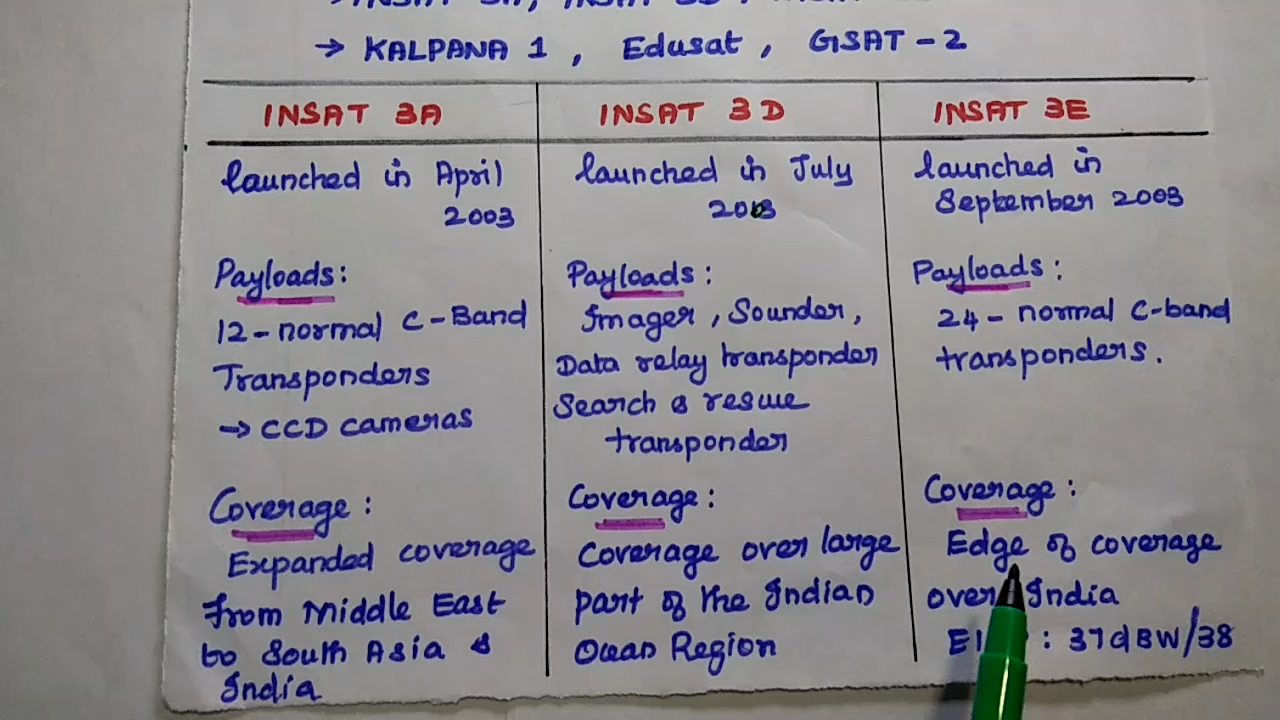 → KALPANA 1 , Edusat , GSAT - 2
INSAT 3A
launched in April
2003
Payloads:
12-normal C-Band
Transponders
→ CCD cameras
Coverage :
Expanded coverage
from Middle East
to South Asia &
India
INSAT 3D
launched in July
2013
Payloads :
Imager, Sounder,
Data relay transponder
Search & resue
transponder
Coverage :
Coverage over large
part of the Indian
Ocean Region
INSAT 3E
launched in
September 2003
Payloads :
24 - normal C-band
transponders.
Coverage :
Edge of coverage
over India
: 37dBW/38